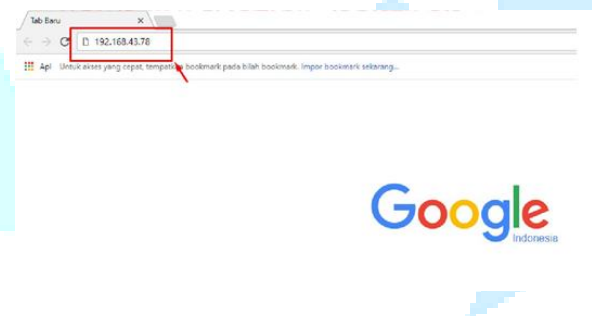 Tab Baru
192.168.43.78
Apl Untuk akses yang cepat, tempatkan bookmark pada bilah bookmark. Impor bookmark sekarang...
Google
Indonesia